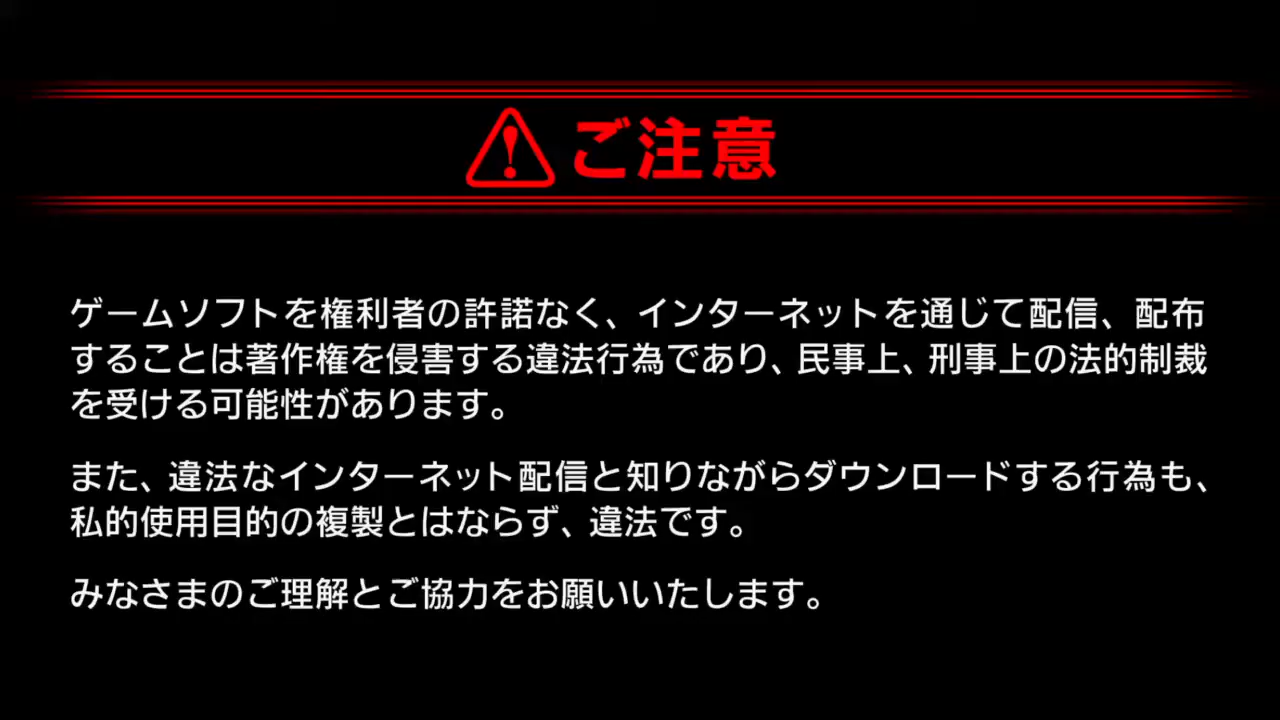 ご注意
ゲームソフトを権利者の許諾なく、インターネットを通じて配信、配布
することは著作権を侵害する違法行為であり、民事上、刑事上の法的制裁
を受ける可能性があります。
また、違法なインターネット配信と知りながらダウンロードする行為も、
私的使用目的の複製とはならず、違法です。
みなさまのご理解とご協力をお願いいたします。